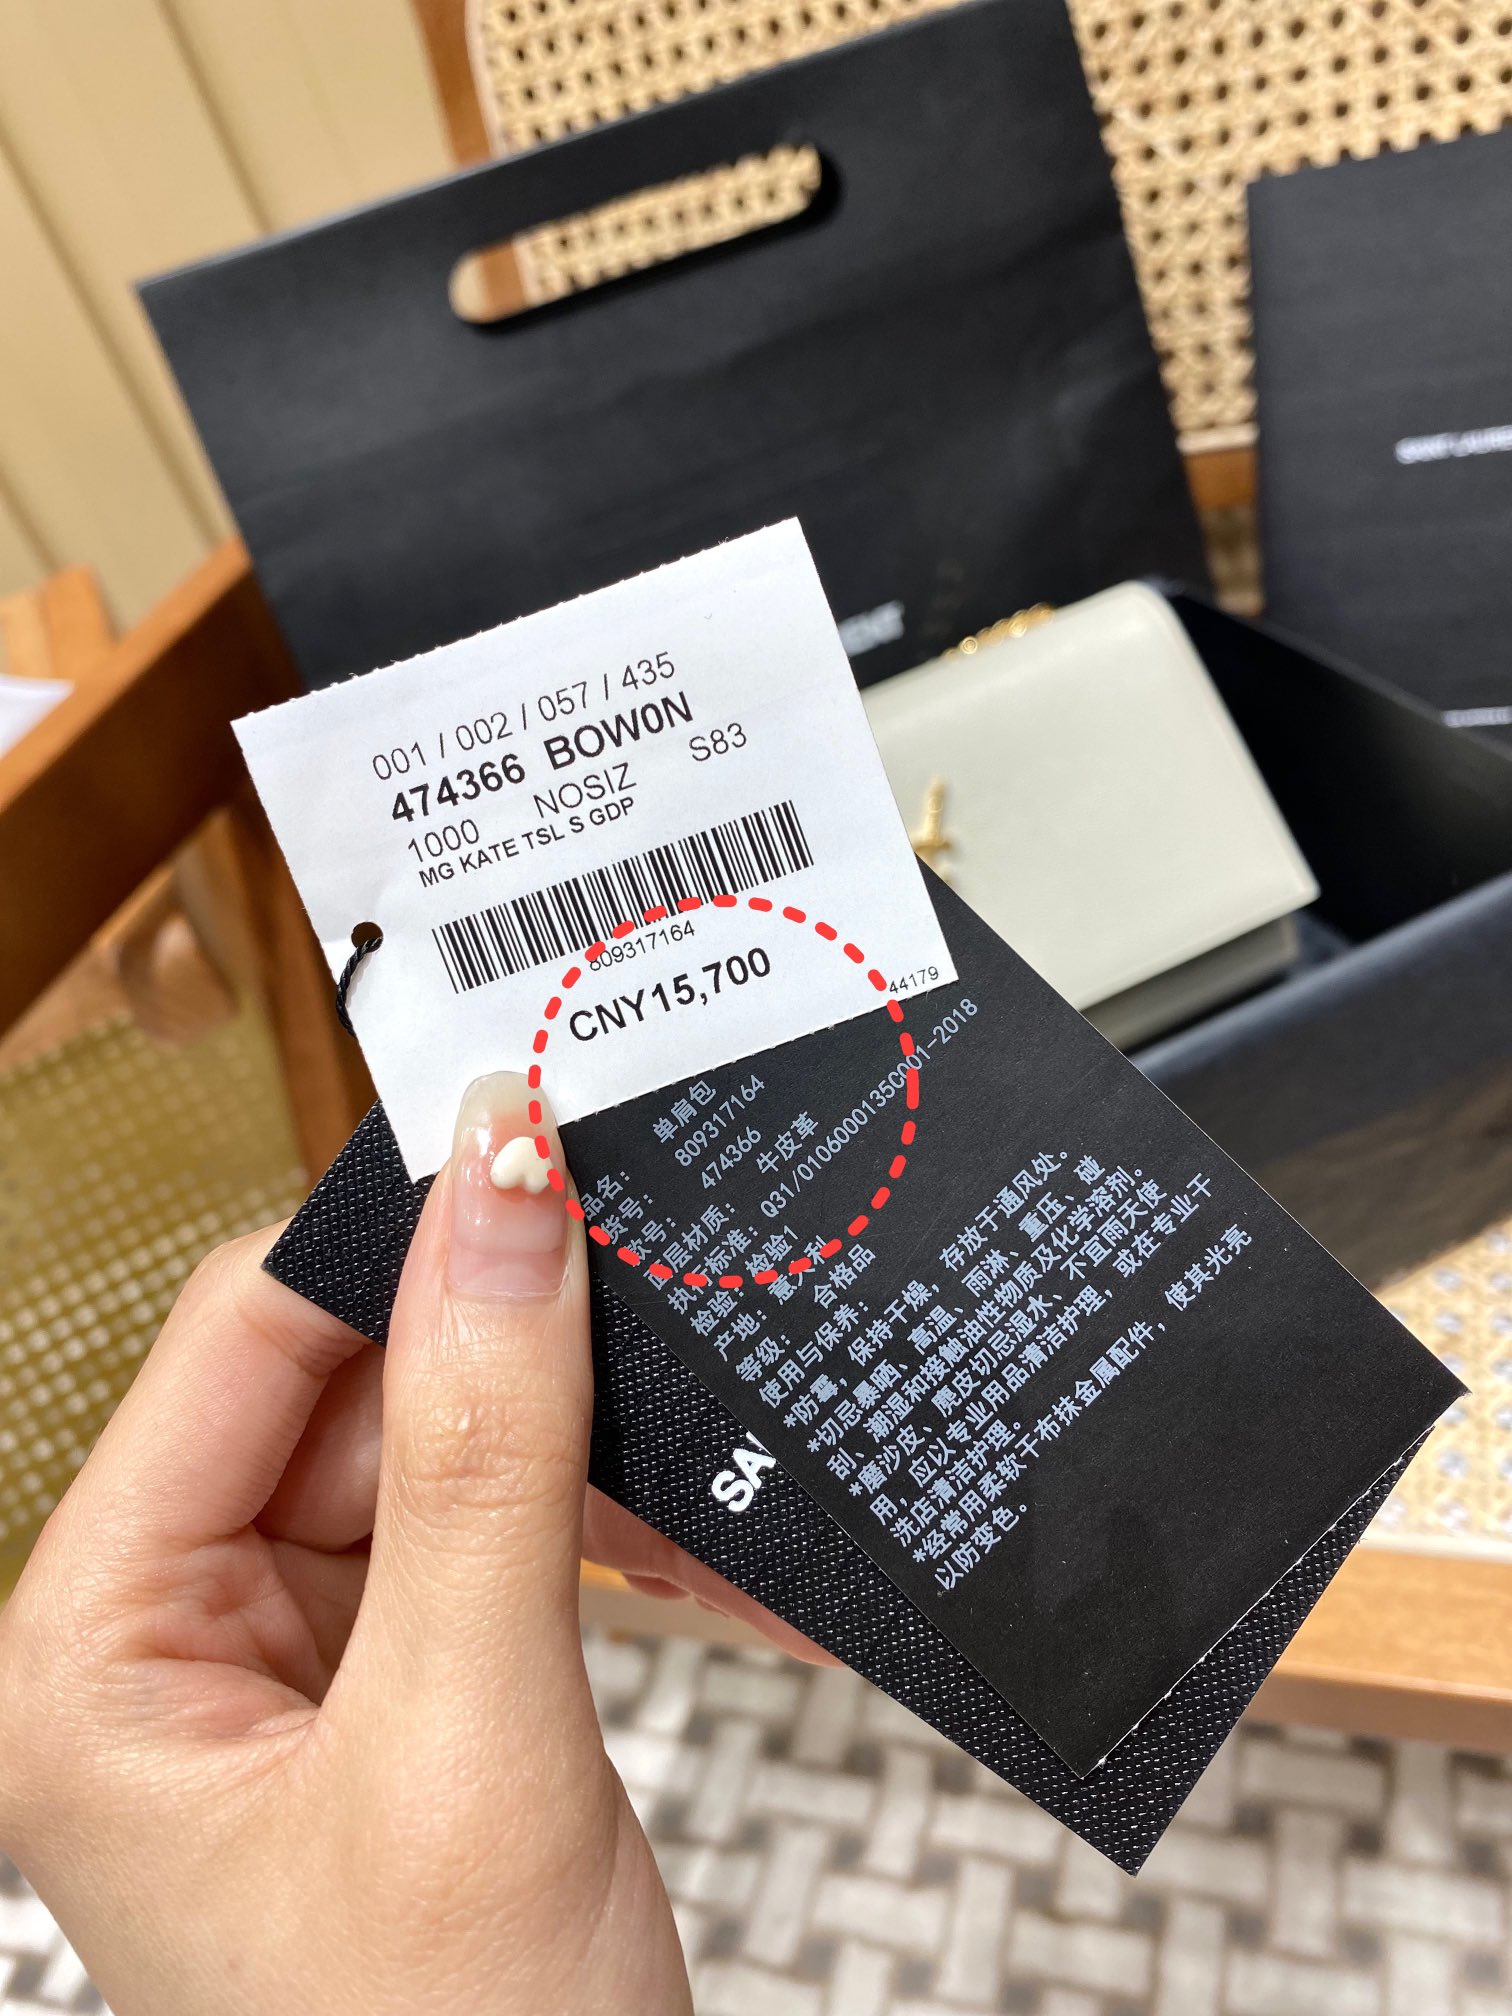 SAINT LAUREN
001 / 002 / 057 / 435
474366 BOW0N
1000 NOSIZ S83
MG KATE TSL S GDP
809317164
CNY15,700
44179
品名： 单肩包
货号： 809317164
款号： 474366
面层材质： 牛皮革
执行标准： Q31/0106000135C001-2018
检验 检验1
产地： 意大利
等级： 合格品
使用与保养：
*防霉，保持干燥，存放于通风处。
*切忌暴晒、高温、雨淋、重压、碰
刮、潮湿和接触油性物质及化学溶剂。
*磨沙皮、麂皮切忌湿水、不宜雨天使
用，应以专业用品清洁护理，或在专业干
洗店清洁护理。
*经常用柔软干布抹金属配件，使其光亮
以防变色。
SA